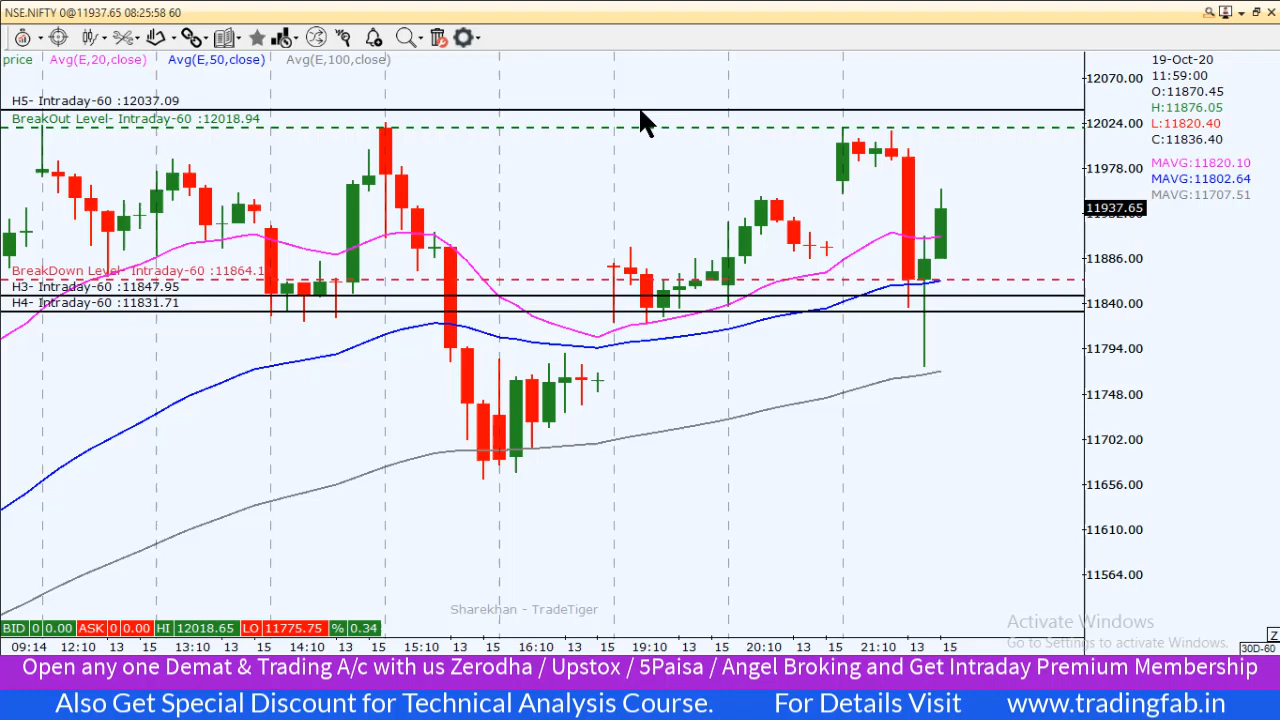 NSE.NIFTY 0@11937.65 08:25:58 60
price Avg(E,20,close) Avg(E,50,close) Avg(E,100,close)
19-Oct-20
11:59:00
O:11870.45
H:11876.05
L:11820.40
C:11836.40
MAVG:11820.10
MAVG:11802.64
MAVG:11707.51
H5- Intraday-60 :12037.09
BreakOut Level- Intraday-60 :12018.94
BreakDown Level- Intraday-60 :11864.1
H3- Intraday-60 :11847.95
H4- Intraday-60 :11831.71
12070.00
12024.00
11978.00
11937.65
11886.00
11840.00
11794.00
11748.00
11702.00
11656.00
11610.00
11564.00
Sharekhan - TradeTiger
BID 0 0.00 ASK 0 0.00 HI 12018.65 LO 11775.75 % 0.34
Activate Windows
Go to Settings to activate Windows.
Z
09:14 12:10 13 15 13:10 13 15 14:10 13 15 15:10 13 15 16:10 13 15 19:10 13 15 20:10 13 15 21:10 13 15
30D-60
Open any one Demat & Trading A/c with us Zerodha / Upstox / 5Paisa / Angel Broking and Get Intraday Premium Membership
Also Get Special Discount for Technical Analysis Course. For Details Visit www.tradingfab.in